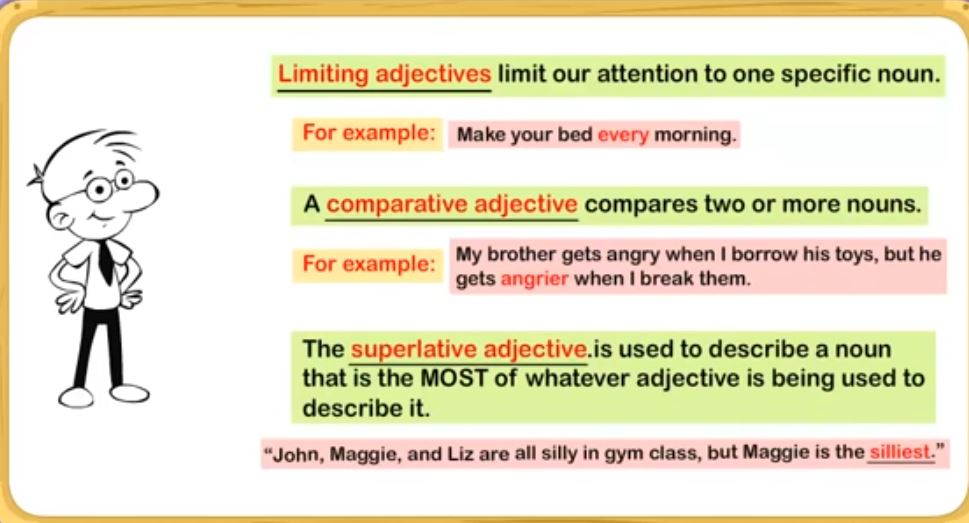 Limiting adjectives limit our attention to one specific noun.
For example: Make your bed every morning.
A comparative adjective compares two or more nouns.
For example: My brother gets angry when I borrow his toys, but he
gets angrier when I break them.
The superlative adjective.is used to describe a noun
that is the MOST of whatever adjective is being used to
describe it.
“John, Maggie, and Liz are all silly in gym class, but Maggie is the silliest.”